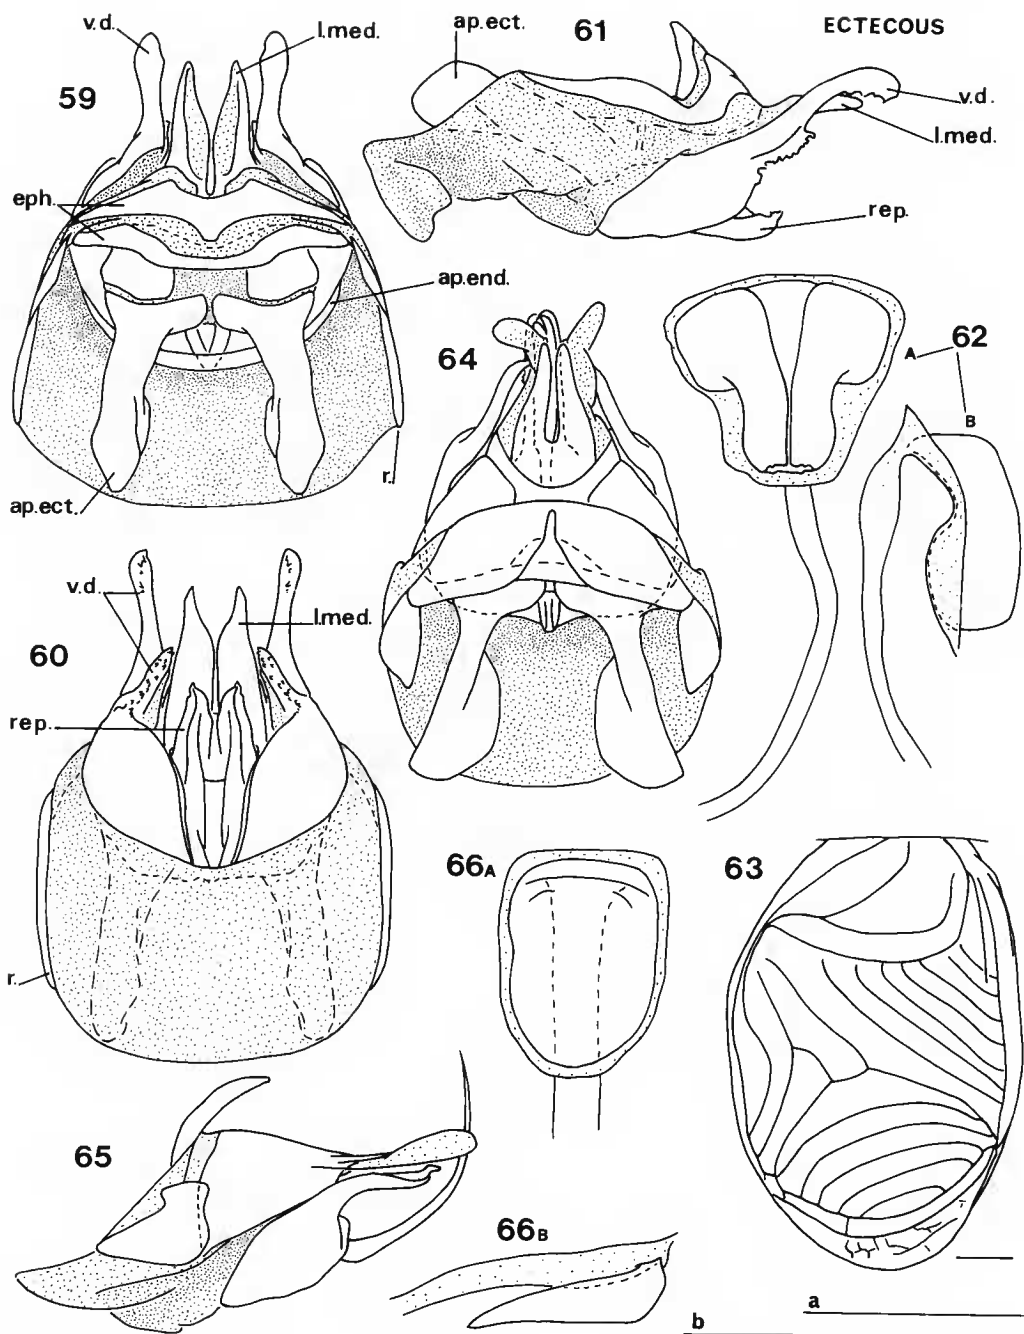 v.d.
l.med.
59
eph.
ap.end.
ap.ect.
r.
ap.ect.
61
ECTECOUS
v.d.
l.med.
rep.
64
62
A
B
v.d.
l.med.
60
rep.
r.
66A
63
65
66B
a
b